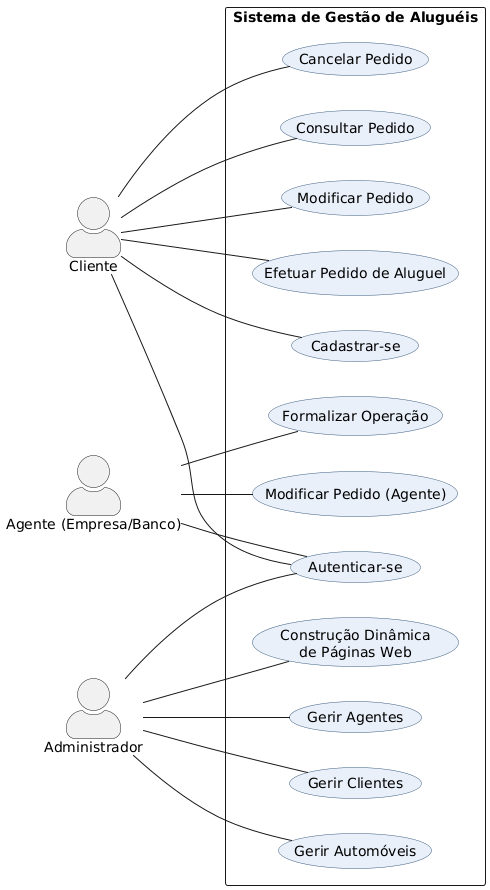 Sistema de Gestão de Aluguéis
Cancelar Pedido
Consultar Pedido
Modificar Pedido
Cliente
Efetuar Pedido de Aluguel
Cadastrar-se
Formalizar Operação
Modificar Pedido (Agente)
Agente (Empresa/Banco)
Autenticar-se
Construção Dinâmica
de Páginas Web
Gerir Agentes
Administrador
Gerir Clientes
Gerir Automóveis